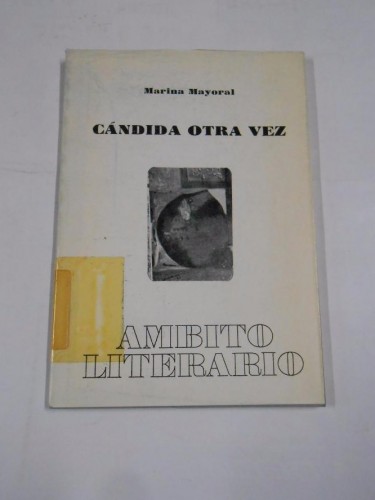 Marina Mayoral
CÁNDIDA OTRA VEZ
AMBITO
LITERARIO